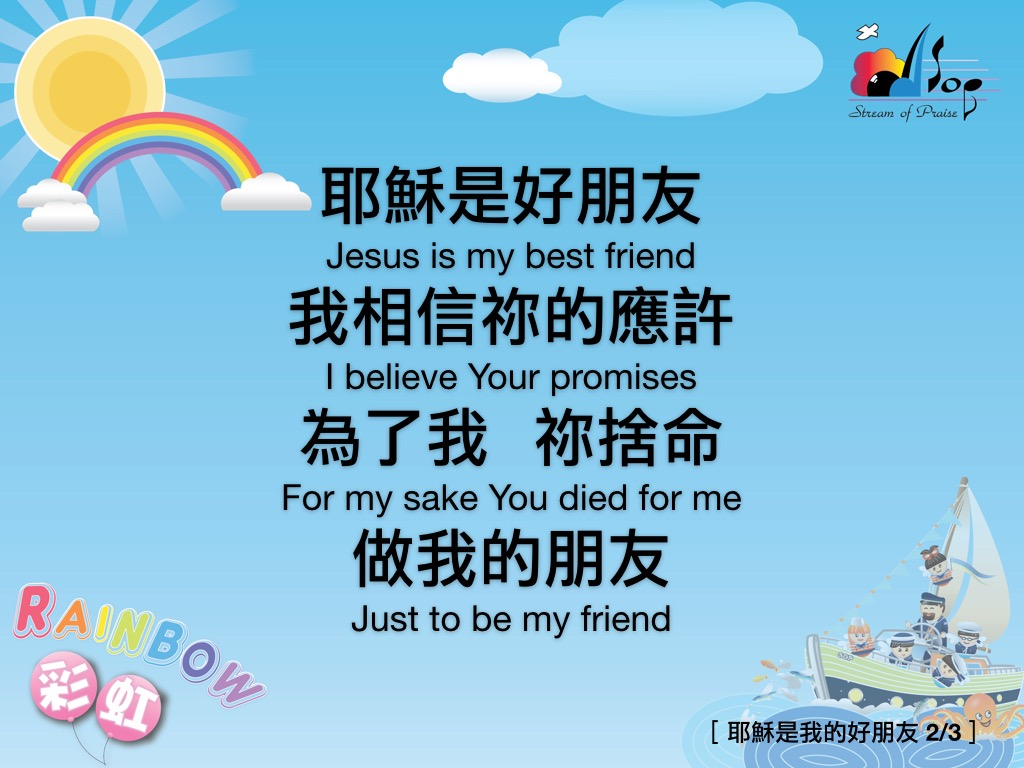 SOP
Stream of Praise
耶穌是好朋友
Jesus is my best friend
我相信祢的應許
I believe Your promises
為了我 祢捨命
For my sake You died for me
做我的朋友
Just to be my friend
RAINBOW
彩虹
[ 耶穌是我的好朋友 2/3 ]